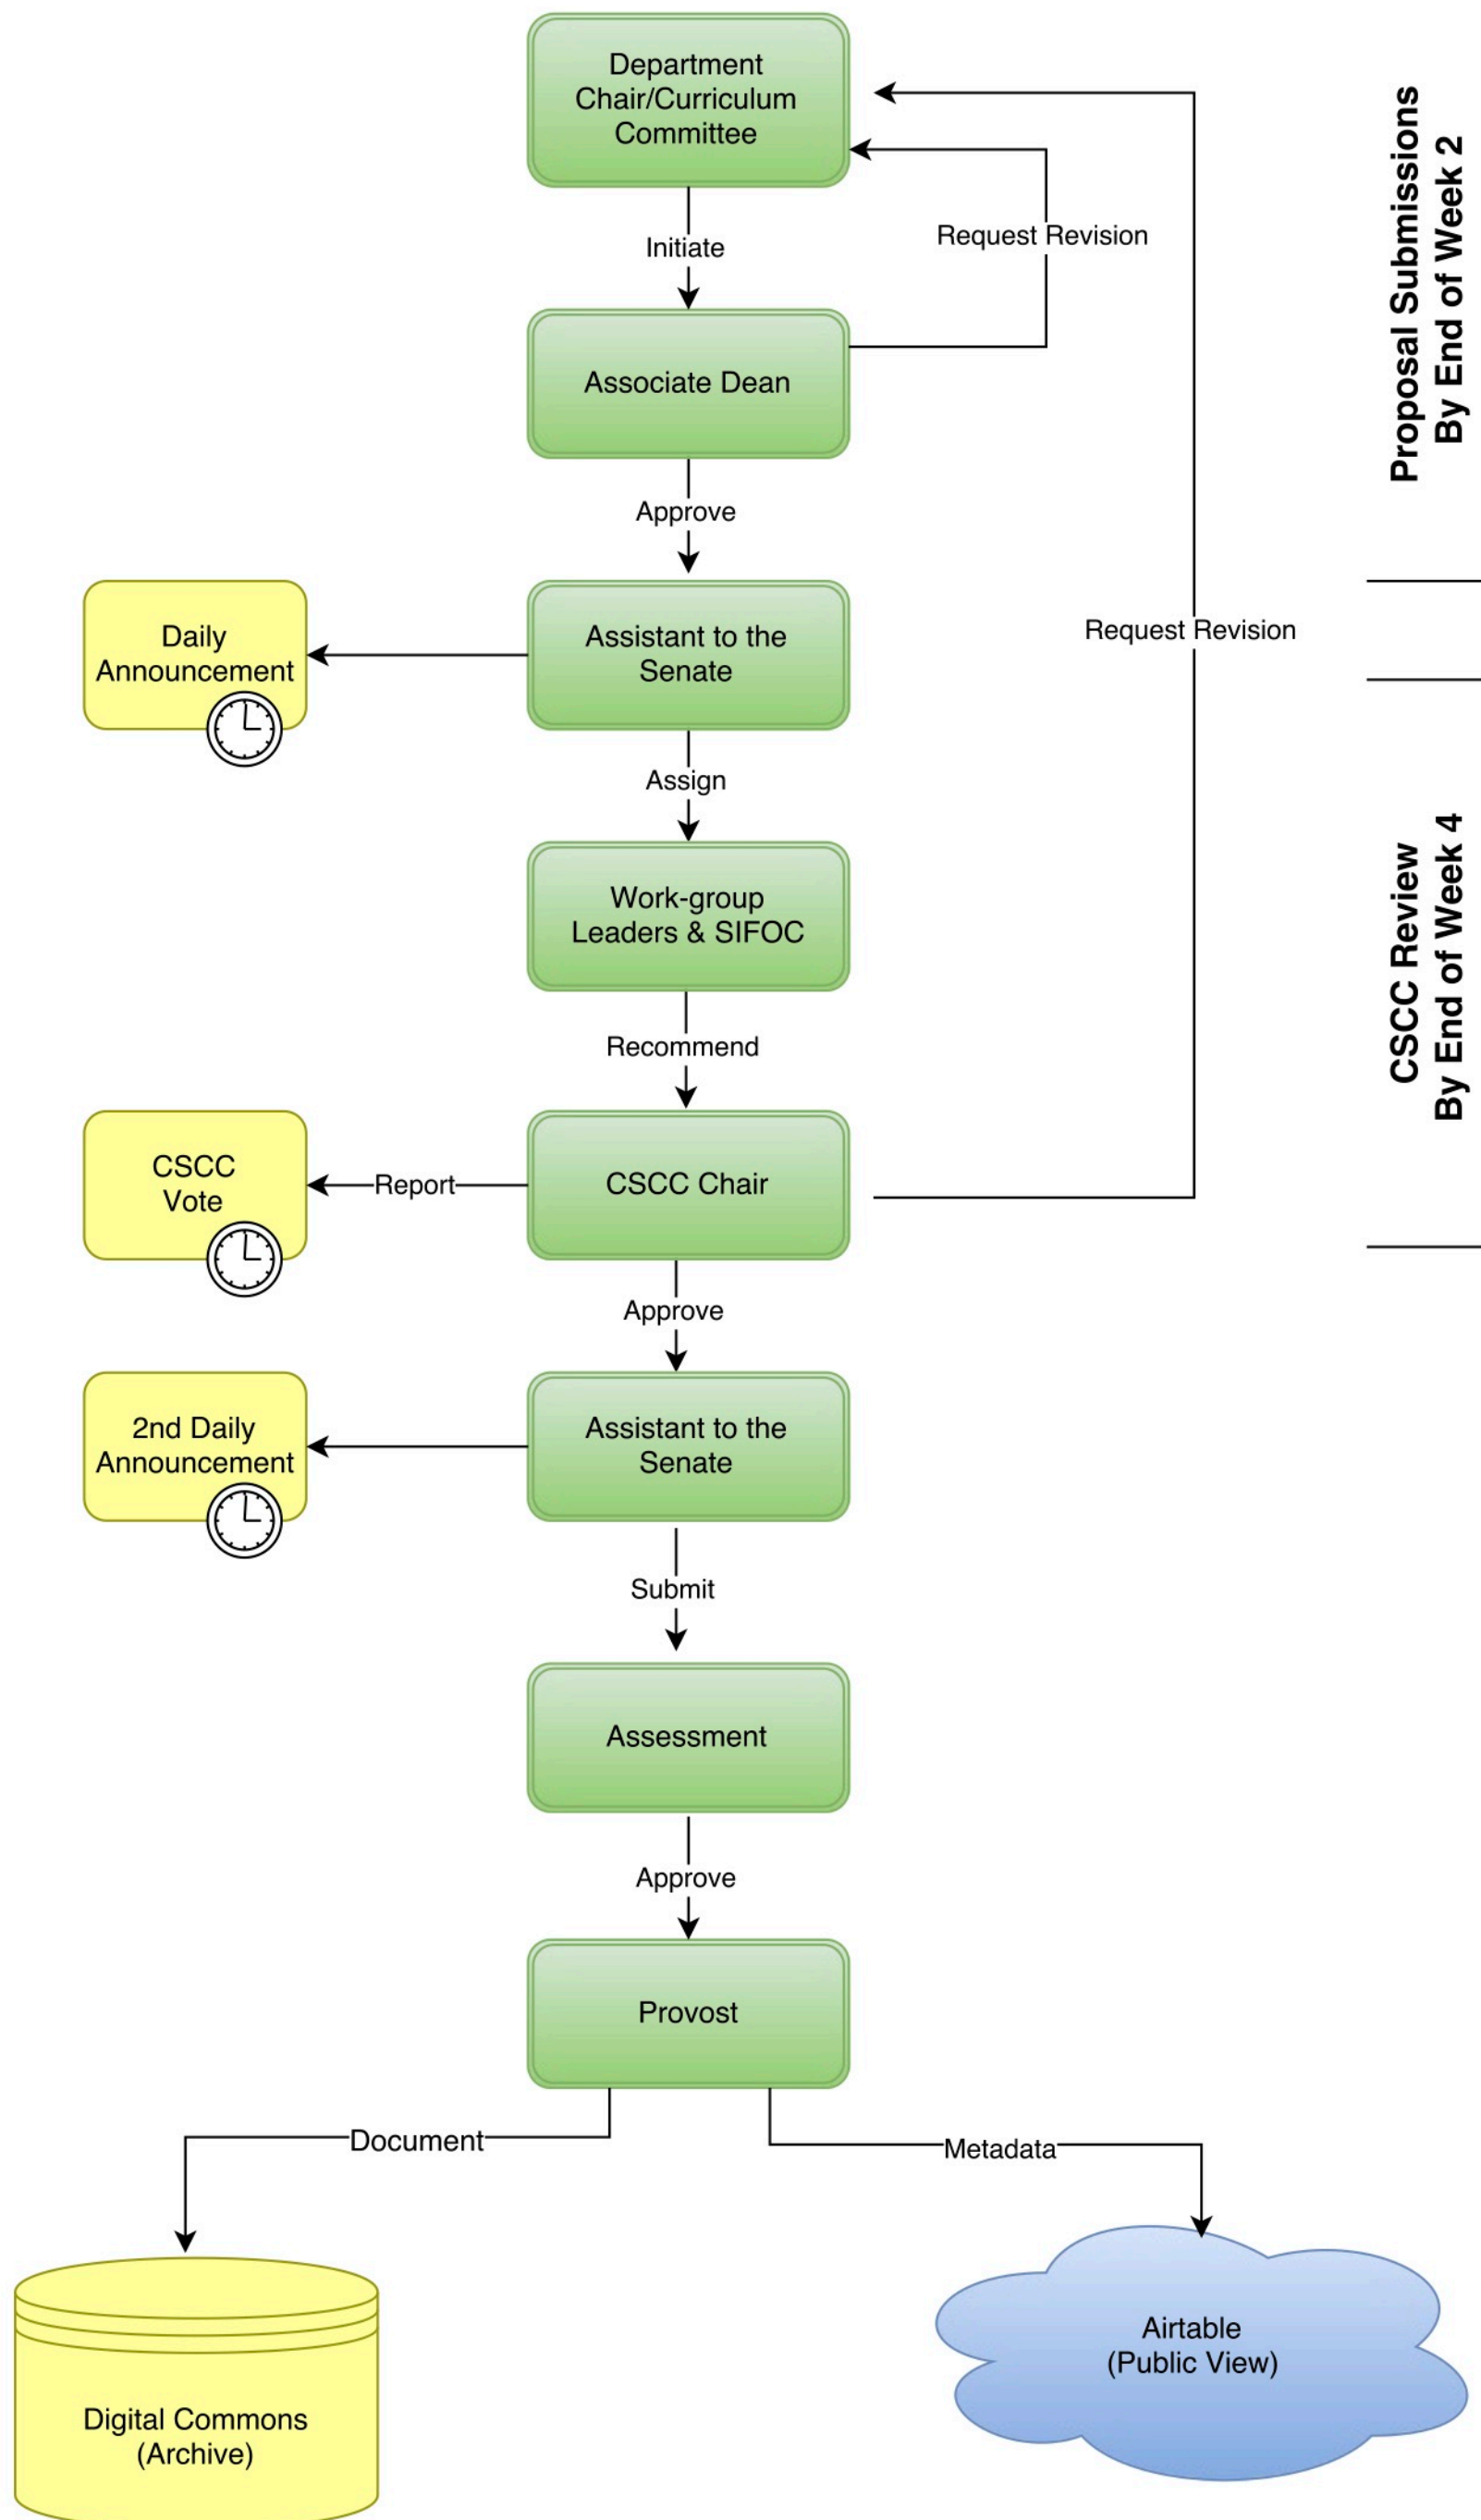 Department
Chair/Curriculum
Committee
Proposal Submissions
By End of Week 2
Request Revision
Initiate
Associate Dean
Approve
Daily
Announcement
Assistant to the
Senate
Request Revision
Assign
Work-group
Leaders & SIFOC
CSCC Review
By End of Week 4
Recommend
CSCC
Vote
Report
CSCC Chair
Approve
2nd Daily
Announcement
Assistant to the
Senate
Submit
Assessment
Approve
Provost
Document
Metadata
Airtable
(Public View)
Digital Commons
(Archive)